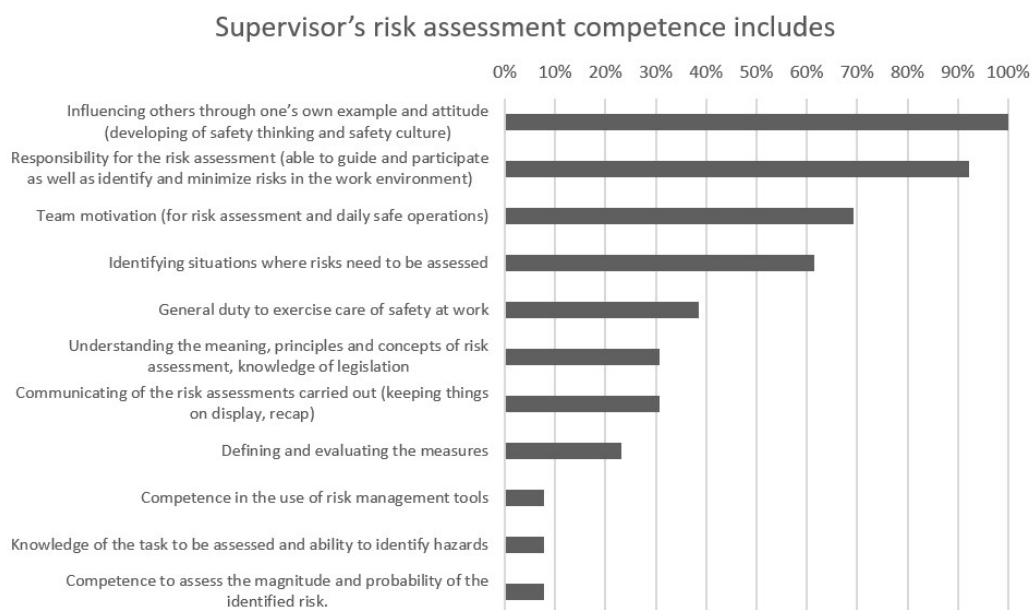 Supervisor’s risk assessment competence includes
0% 10% 20% 30% 40% 50% 60% 70% 80% 90% 100%
Influencing others through one’s own example and attitude
(developing of safety thinking and safety culture)
Responsibility for the risk assessment (able to guide and participate
as well as identify and minimize risks in the work environment)
Team motivation (for risk assessment and daily safe operations)
Identifying situations where risks need to be assessed
General duty to exercise care of safety at work
Understanding the meaning, principles and concepts of risk
assessment, knowledge of legislation
Communicating of the risk assessments carried out (keeping things
on display, recap)
Defining and evaluating the measures
Competence in the use of risk management tools
Knowledge of the task to be assessed and ability to identify hazards
Competence to assess the magnitude and probability of the
identified risk.